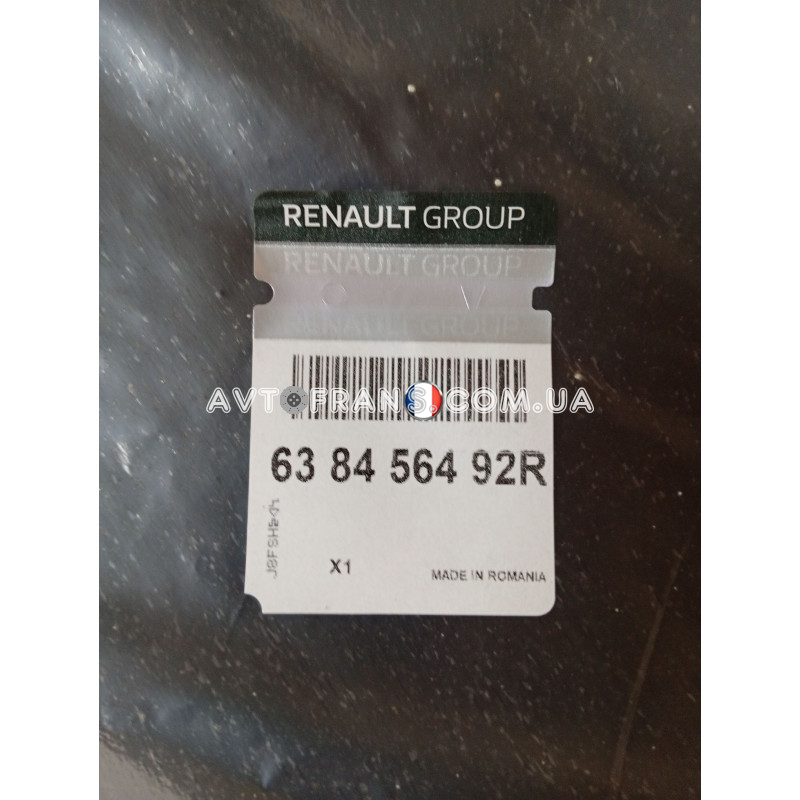 RENAULT GROUP
RENAULT GROUP
RENAULT GROUP
AVTOFRANS.COM.UA
63 84 564 92R
X1
MADE IN ROMANIA